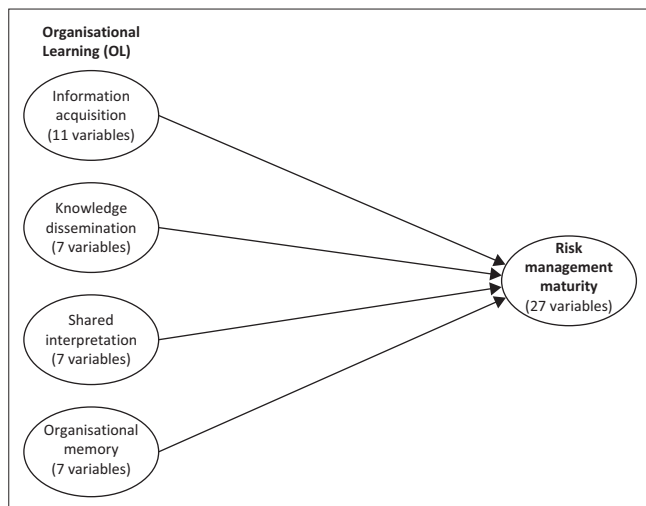 Organisational
Learning (OL)
Information
acquisition
(11 variables)
Knowledge
dissemination
(7 variables)
Shared
interpretation
(7 variables)
Organisational
memory
(7 variables)
Risk
management
maturity
(27 variables)